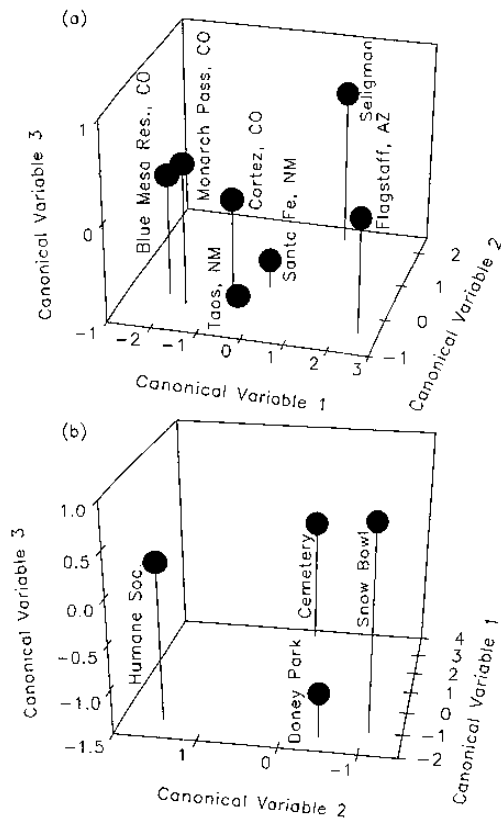 (a)
Canonical Variable 3
1
0
-1
Blue Mesa Res., CO
Monarch Pass, CO
Cortez, CO
Taos, NM
Santa Fe, NM
Seligman
Flagstaff, AZ
-2
-1
0
1
2
3
Canonical Variable 1
-1
0
1
2
Canonical Variable 2
(b)
Canonical Variable 3
1.0
0.5
0.0
-0.5
-1.0
-1.5
Humane Soc.
Cemetery
Snow Bowl
Doney Park
1
0
-1
Canonical Variable 2
4
3
2
1
0
-1
-2
Canonical Variable 1